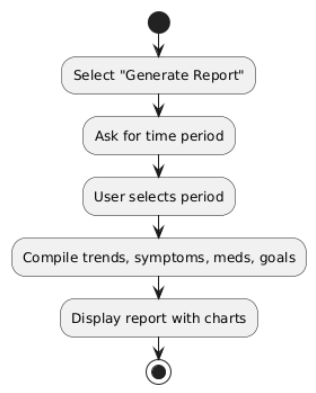 Select "Generate Report"
Ask for time period
User selects period
Compile trends, symptoms, meds, goals
Display report with charts